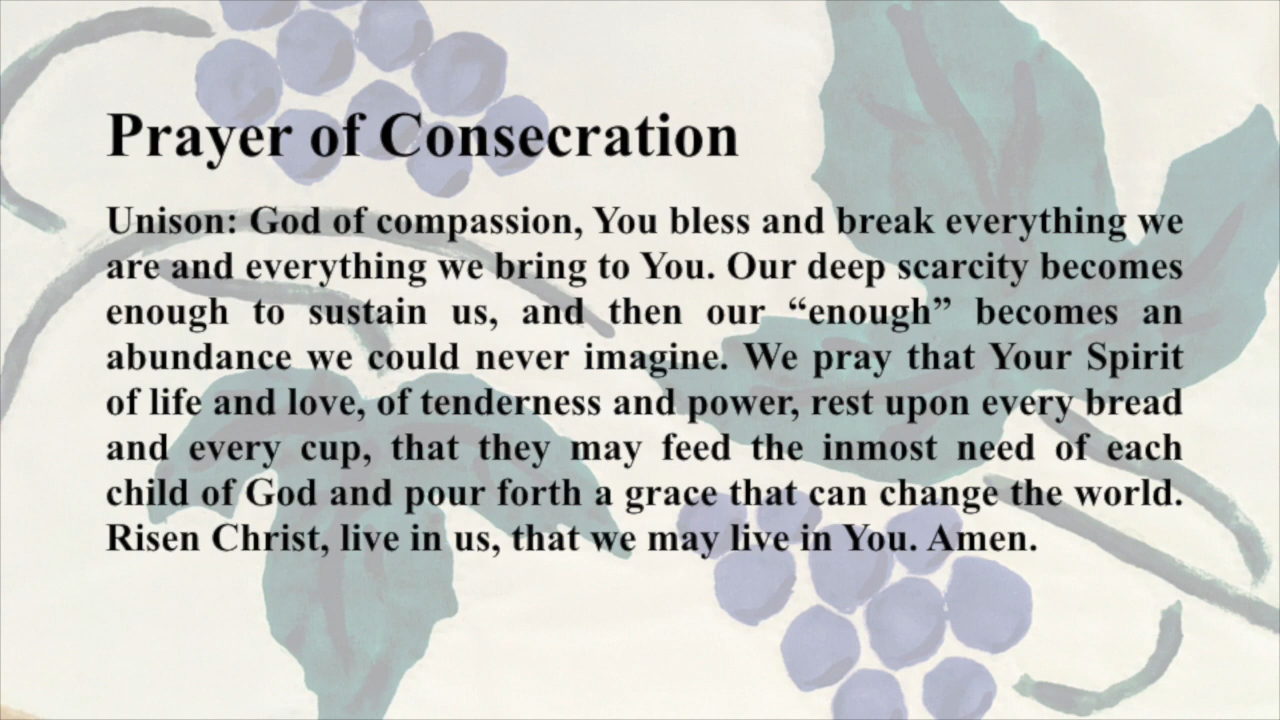 Prayer of Consecration
Unison: God of compassion, You bless and break everything we
are and everything we bring to You. Our deep scarcity becomes
enough to sustain us, and then our “enough” becomes an
abundance we could never imagine. We pray that Your Spirit
of life and love, of tenderness and power, rest upon every bread
and every cup, that they may feed the inmost need of each
child of God and pour forth a grace that can change the world.
Risen Christ, live in us, that we may live in You. Amen.